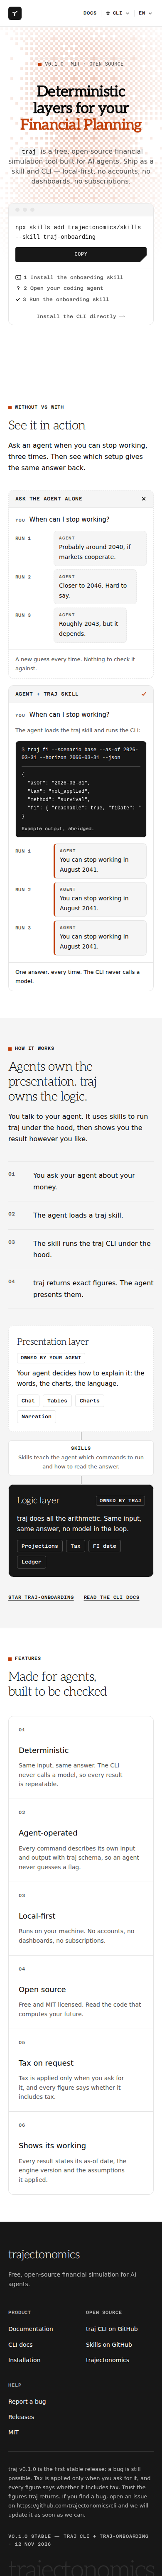 DOCS
CLI
EN
V0.1.0 · MIT · OPEN SOURCE
Deterministic
layers for your
Financial Planning
traj is a free, open-source financial
simulation tool built for AI agents. Ship as a
skill and CLI — local-first, no accounts, no
dashboards, no subscriptions.
npx skills add trajectonomics/skills
--skill traj-onboarding
COPY
1 Install the onboarding skill
2 Open your coding agent
3 Run the onboarding skill
Install the CLI directly →
WITHOUT VS WITH
See it in action
Ask an agent when you can stop working,
three times. Then see which setup gives
the same answer back.
ASK THE AGENT ALONE
YOU When can I stop working?
RUN 1
AGENT
Probably around 2040, if
markets cooperate.
RUN 2
AGENT
Closer to 2046. Hard to
say.
RUN 3
AGENT
Roughly 2043, but it
depends.
A new guess every time. Nothing to check it
against.
AGENT + TRAJ SKILL
YOU When can I stop working?
The agent loads the traj skill and runs the CLI:
$ traj fi --scenario base --as-of 2026-
03-31 --horizon 2066-03-31 --json
{
"asOf": "2026-03-31",
"tax": "not_applied",
"method": "survival",
"fi": { "reachable": true, "fiDate": "
}
Example output, abridged.
RUN 1
AGENT
You can stop working in
August 2041.
RUN 2
AGENT
You can stop working in
August 2041.
RUN 3
AGENT
You can stop working in
August 2041.
One answer, every time. The CLI never calls a
model.
HOW IT WORKS
Agents own the
presentation. traj
owns the logic.
You talk to your agent. It uses skills to run
traj under the hood, then shows you the
result however you like.
01
You ask your agent about your
money.
02
The agent loads a traj skill.
03
The skill runs the traj CLI under the
hood.
04
traj returns exact figures. The agent
presents them.
Presentation layer
OWNED BY YOUR AGENT
Your agent decides how to explain it: the
words, the charts, the language.
Chat
Tables
Charts
Narration
SKILLS
Skills teach the agent which commands to run
and how to read the answer.
Logic layer
OWNED BY TRAJ
traj does all the arithmetic. Same input,
same answer, no model in the loop.
Projections
Tax
FI date
Ledger
STAR TRAJ-ONBOARDING
READ THE CLI DOCS
FEATURES
Made for agents,
built to be checked
01
Deterministic
Same input, same answer. The CLI
never calls a model, so every result
is repeatable.
02
Agent-operated
Every command describes its own input
and output via traj schema, so an agent
never guesses a flag.
03
Local-first
Runs on your machine. No accounts, no
dashboards, no subscriptions.
04
Open source
Free and MIT licensed. Read the code that
computes your future.
05
Tax on request
Tax is applied only when you ask for
it, and every figure says whether it
includes tax.
06
Shows its working
Every result states its as-of date, the
engine version and the assumptions
it applied.
trajectonomics
Free, open-source financial simulation for AI
agents.
PRODUCT
Documentation
CLI docs
Installation
OPEN SOURCE
traj CLI on GitHub
Skills on GitHub
trajectonomics
HELP
Report a bug
Releases
MIT
traj v0.1.0 is the first stable release; a bug is still
possible. Tax is applied only when you ask for it, and
every figure says whether it includes tax. Trust the
figures traj returns. If you find a bug, open an issue
on https://github.com/trajectonomics/cli and we will
update it as soon as we can.
V0.1.0 STABLE — TRAJ CLI + TRAJ-ONBOARDING
· 12 NOV 2026
trajectonomics